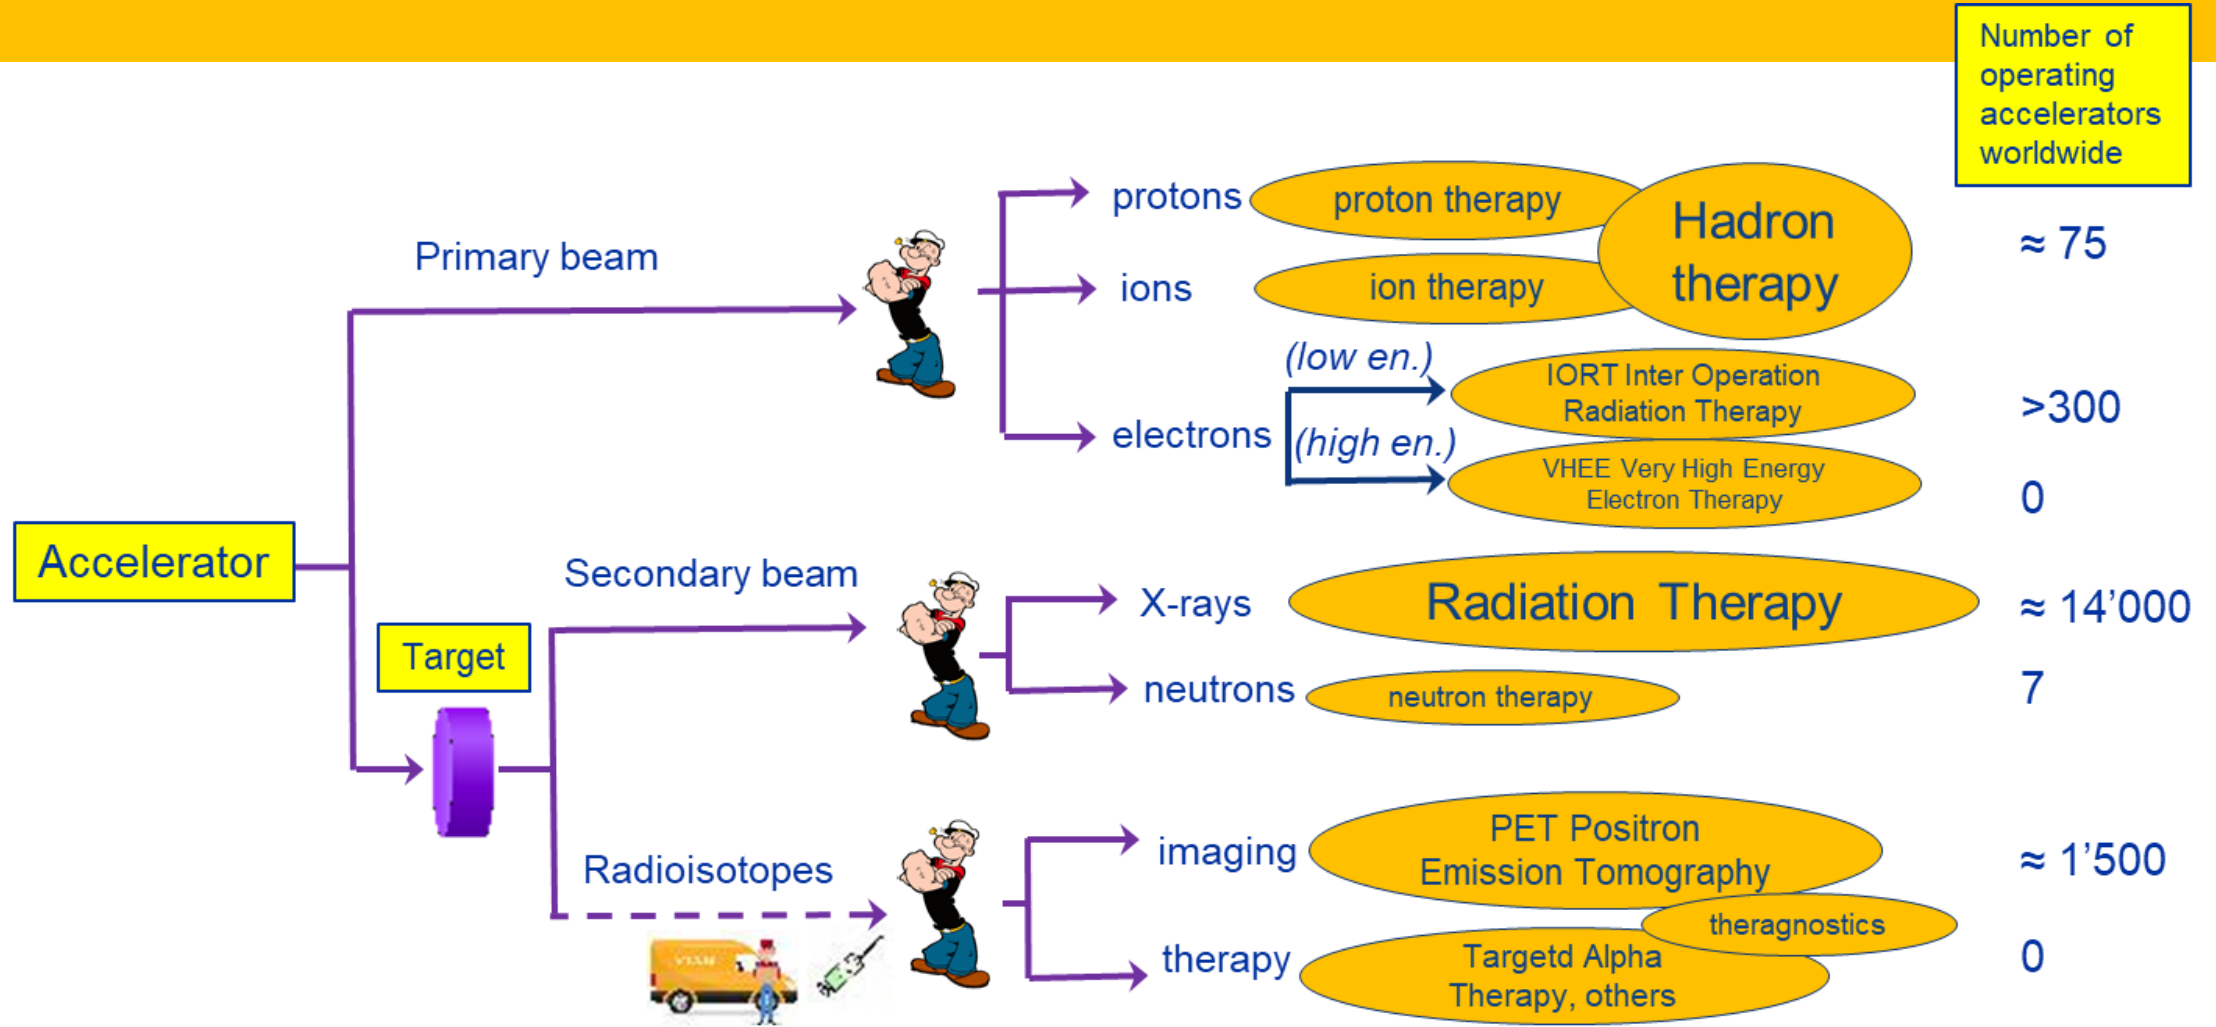 Number of
operating
accelerators
worldwide
protons
proton therapy
Hadron
therapy
≈ 75
Primary beam
ions
ion therapy
(low en.)
IORT Inter Operation
Radiation Therapy
>300
electrons
(high en.)
VHEE Very High Energy
Electron Therapy
0
Accelerator
Secondary beam
X-rays
Radiation Therapy
≈ 14’000
Target
neutrons
neutron therapy
7
Radioisotopes
imaging
PET Positron
Emission Tomography
≈ 1’500
theragnostics
therapy
Targetd Alpha
Therapy, others
0